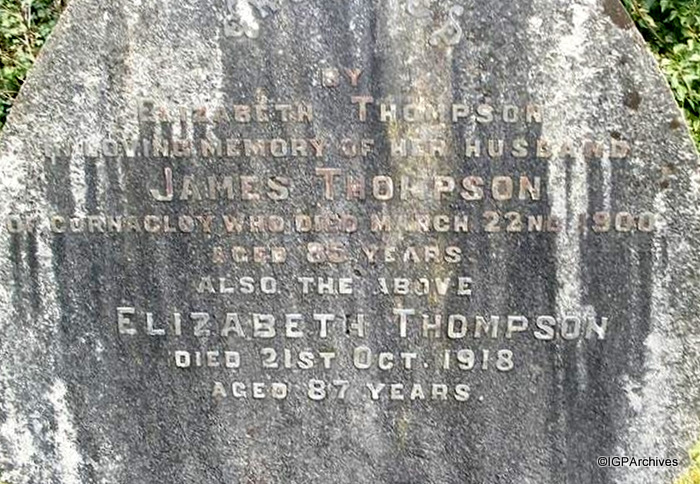 BY
ELIZABETH THOMPSON
IN LOVING MEMORY OF HER HUSBAND
JAMES THOMPSON
OF CORNACLOY WHO DIED MARCH 22ND 1900
AGED 85 YEARS.
ALSO THE ABOVE
ELIZABETH THOMPSON
DIED 21ST OCT. 1918
AGED 87 YEARS.
©IGPArchives